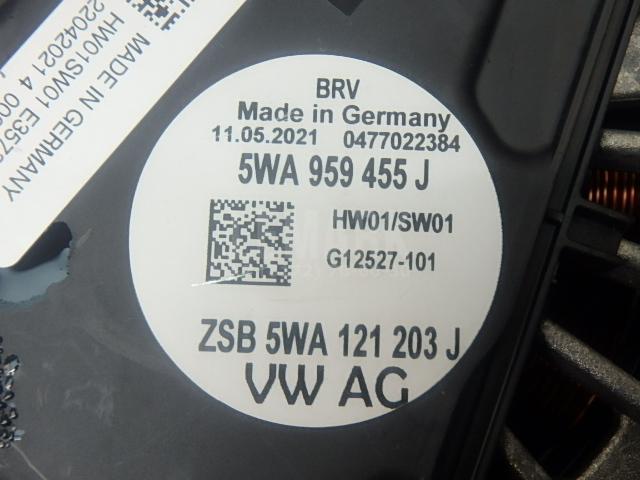 MADE IN GERMANY
HW01SW01
22042021 4
BRV
Made in Germany
11.05.2021 0477022384
5WA 959 455 J
HW01/SW01
G12527-101
ZSB 5WA 121 203 J
VW AG